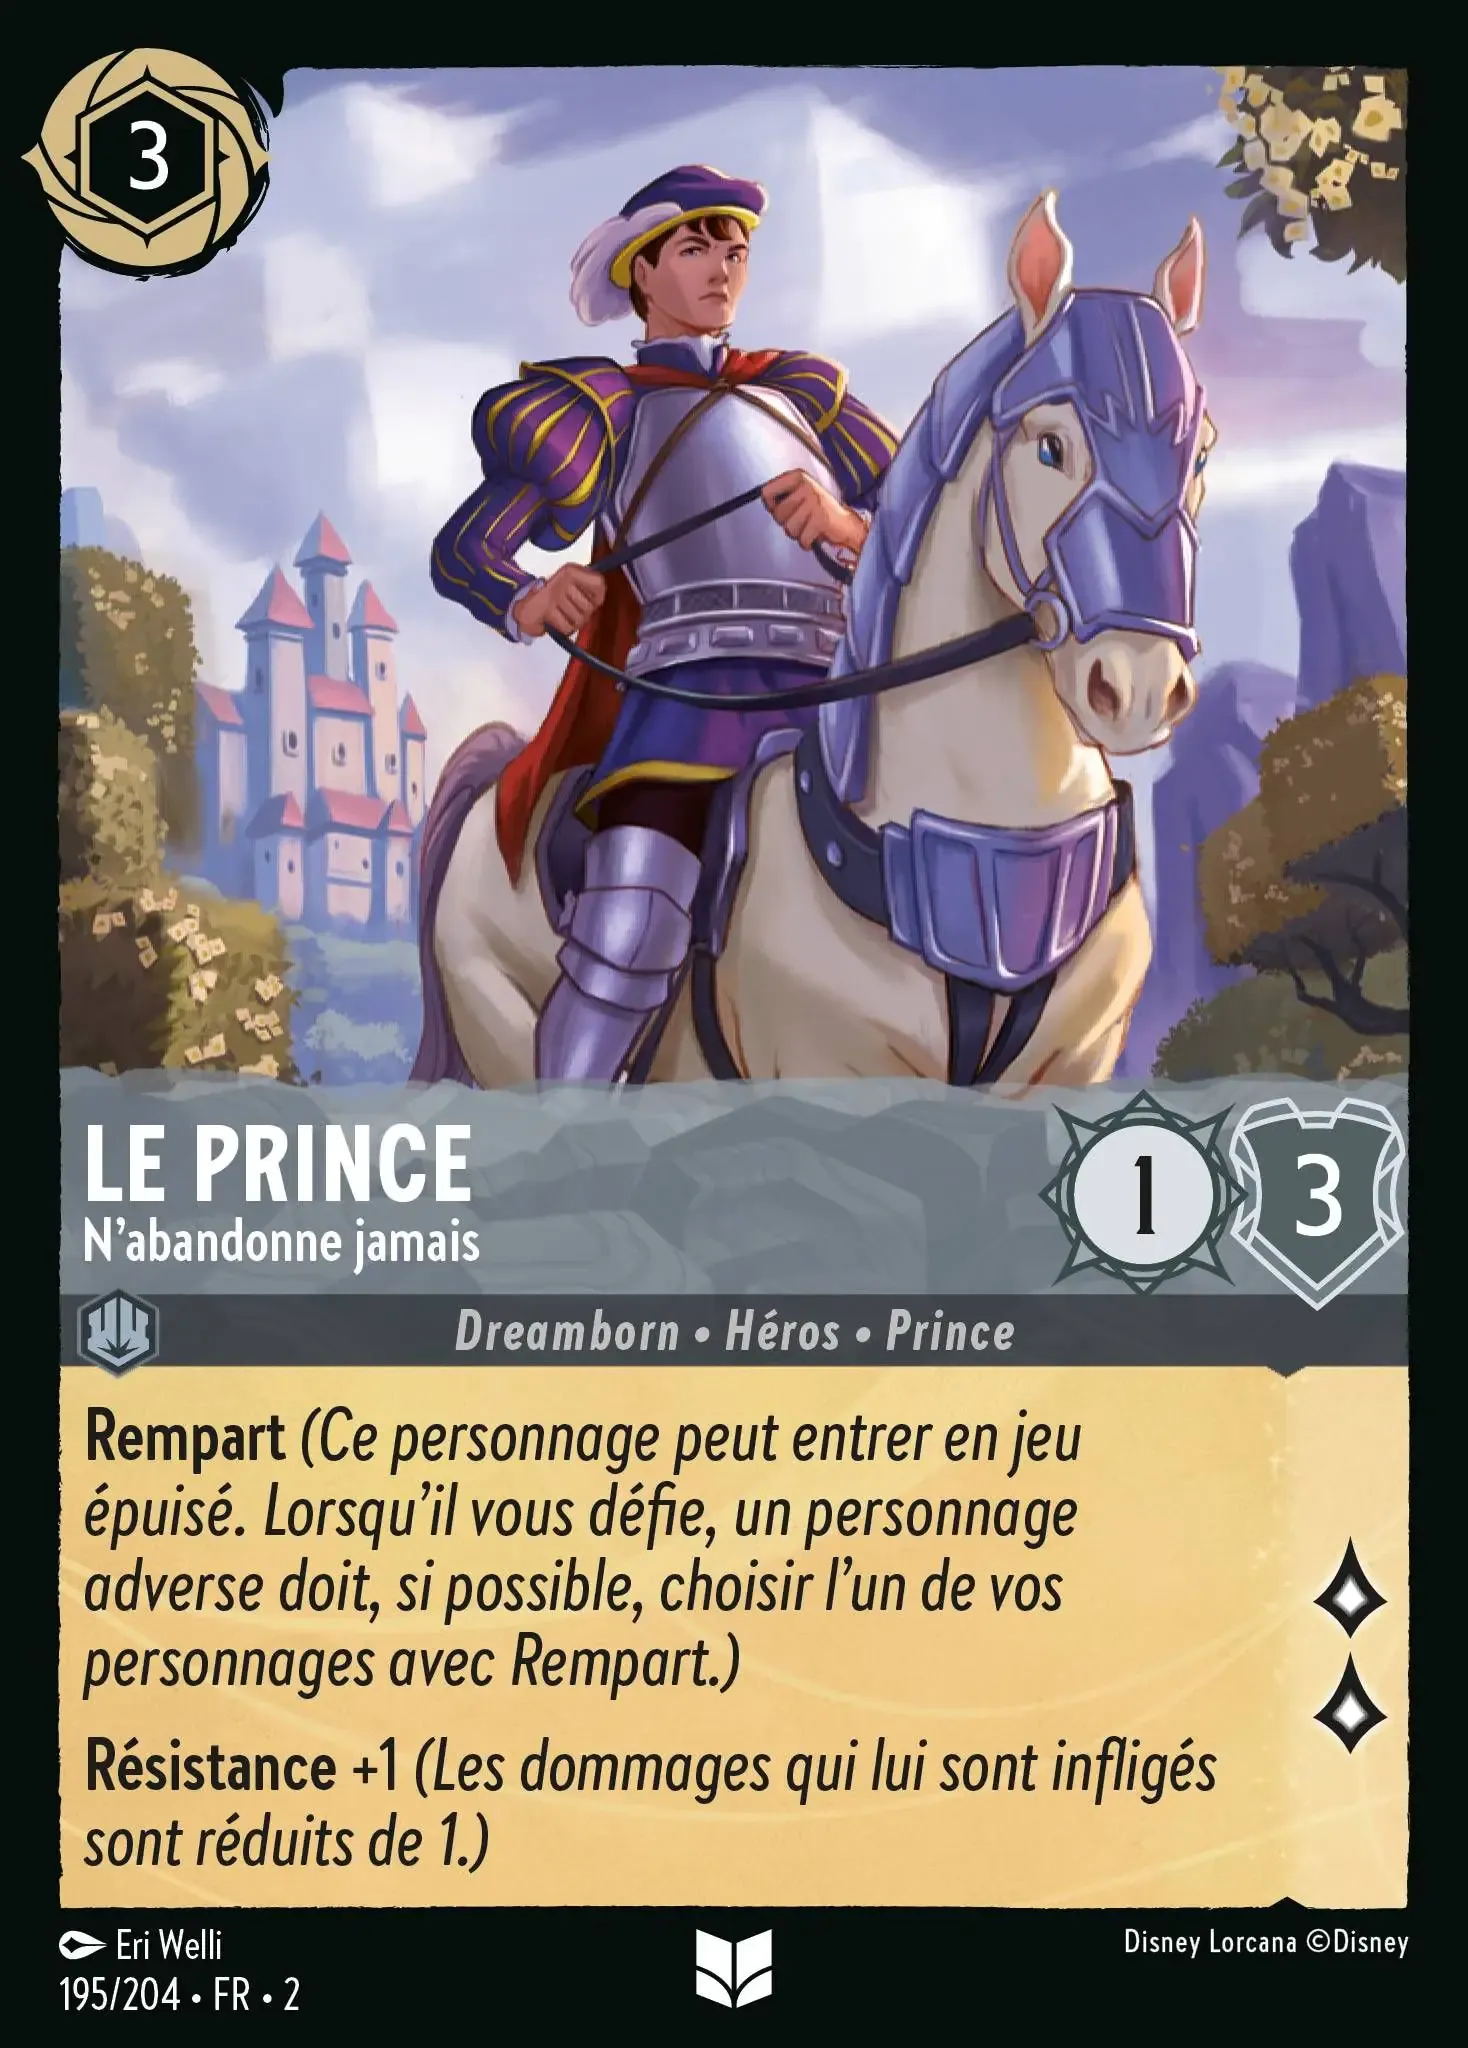 3
LE PRINCE
N'abandonne jamais
1
3
Dreamborn • Héros • Prince
Rempart (Ce personnage peut entrer en jeu
épuisé. Lorsqu'il vous défie, un personnage
adverse doit, si possible, choisir l'un de vos
personnages avec Rempart.)
Résistance +1 (Les dommages qui lui sont infligés
sont réduits de 1.)
Eri Welli
Disney Lorcana ©Disney
195/204 • FR • 2